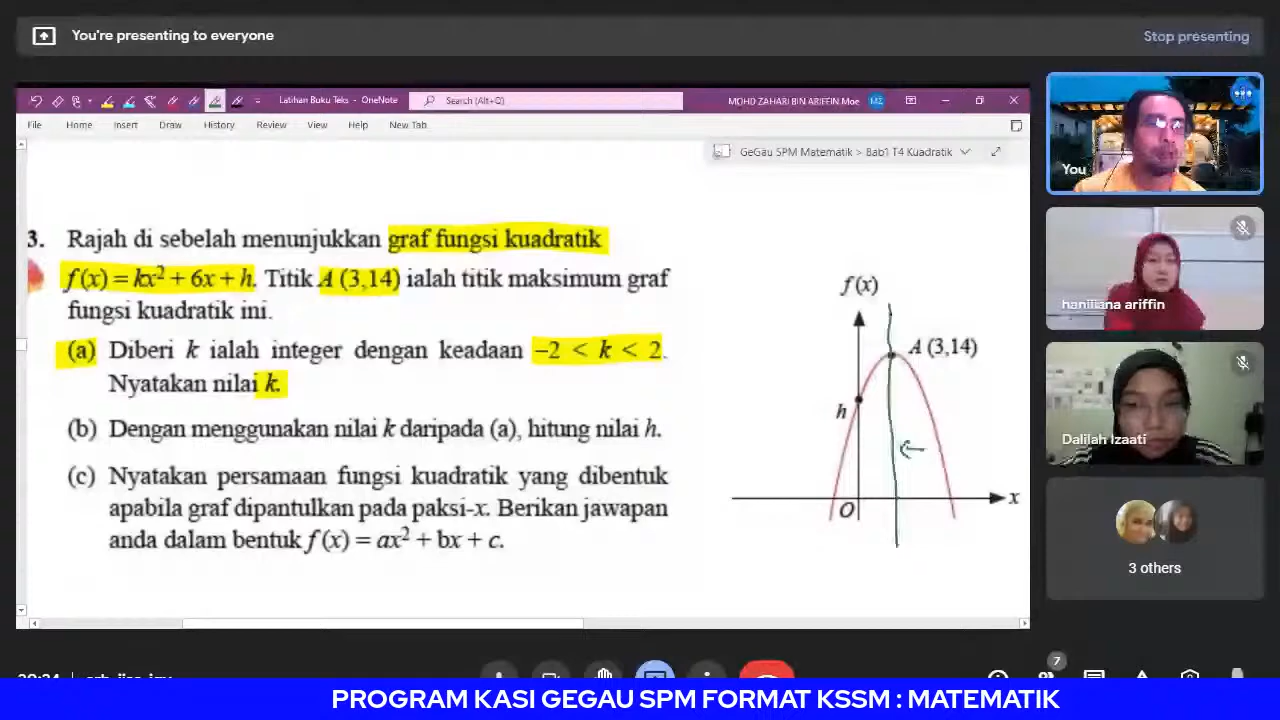 You're presenting to everyone
Stop presenting
Latihan Buku Teks - OneNote
Search (Alt+Q)
MOHD ZAHARI BIN ARIFFIN Moe
MZ
File Home Insert Draw History Review View Help New Tab
GeGau SPM Matematik > Bab1 T4 Kuadratik
3. Rajah di sebelah menunjukkan graf fungsi kuadratik
f(x) = kx² + 6x + h. Titik A (3,14) ialah titik maksimum graf
fungsi kuadratik ini.
(a) Diberi k ialah integer dengan keadaan −2 < k < 2.
Nyatakan nilai k.
(b) Dengan menggunakan nilai k daripada (a), hitung nilai h.
(c) Nyatakan persamaan fungsi kuadratik yang dibentuk
apabila graf dipantulkan pada paksi-x. Berikan jawapan
anda dalam bentuk f(x) = ax² + bx + c.
f(x)
A (3,14)
h
O
x
You
haniliana ariffin
Dalilah Izaati
3 others
7
PROGRAM KASI GEGAU SPM FORMAT KSSM : MATEMATIK